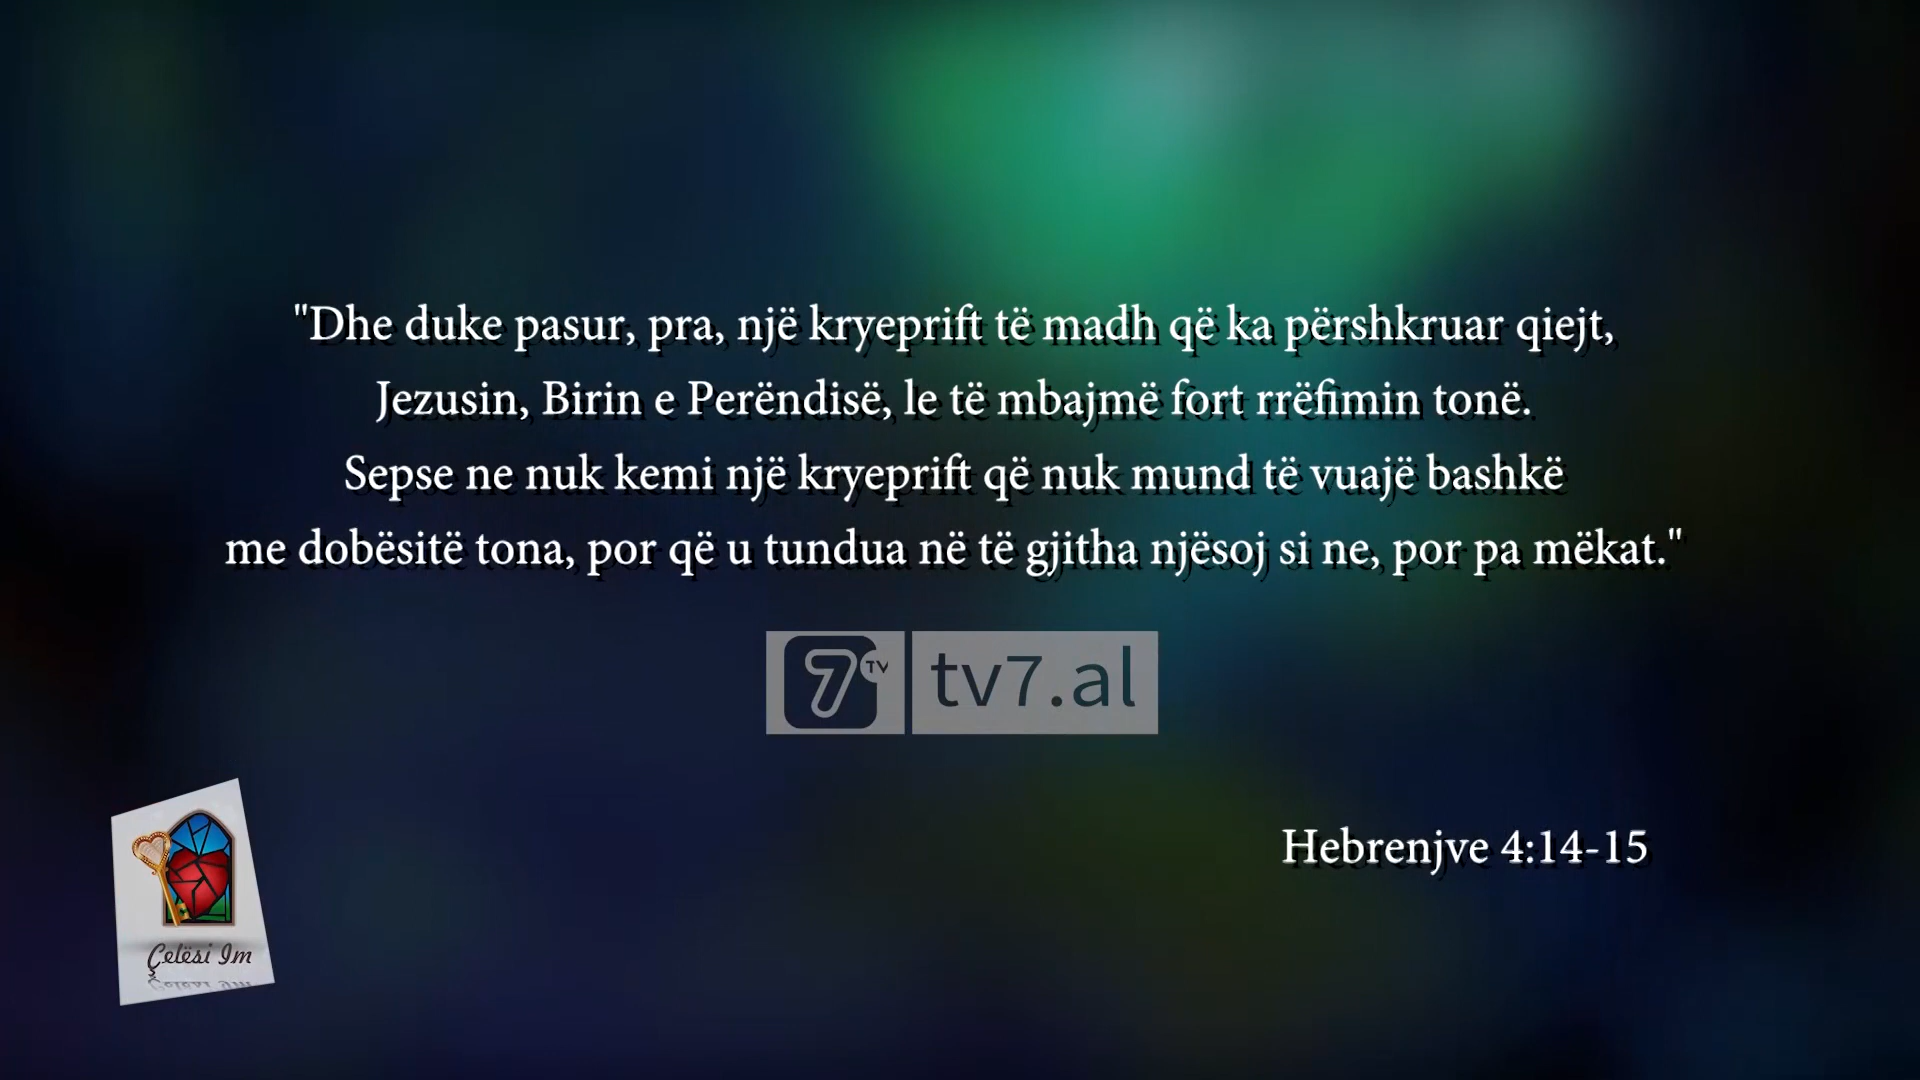 "Dhe duke pasur, pra, një kryeprift të madh që ka përshkruar qiejt,
Jezusin, Birin e Perëndisë, le të mbajmë fort rrëfimin tonë.
Sepse ne nuk kemi një kryeprift që nuk mund të vuajë bashkë
me dobësitë tona, por që u tundua në të gjitha njësoj si ne, por pa mëkat."
7 TV tv7.al
Hebrenjve 4:14-15
Çelësi Im